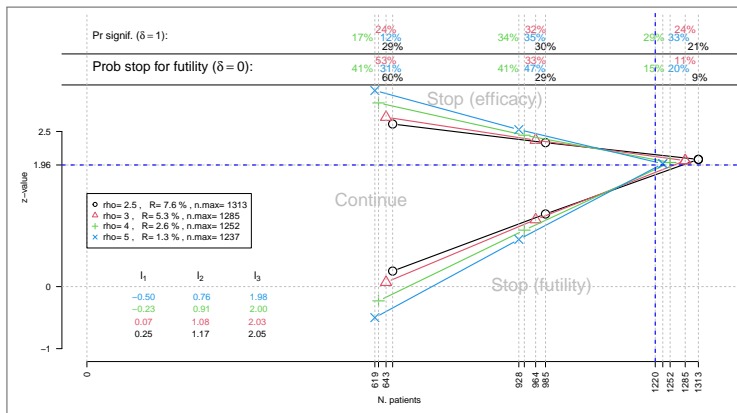 24% 32% 24%
Pr signif. (δ=1): 17% 12% 34% 35% 29% 33%
29% 30% 21%
53% 33% 11%
Prob stop for futility (δ=0): 41% 31% 41% 47% 15% 20%
60% 29% 9%
Stop (efficacy)
2.5
1.96
Continue
z−value
rho= 2.5 , R= 7.6 % , n.max= 1313
rho= 3 , R= 5.3 % , n.max= 1285
rho= 4 , R= 2.6 % , n.max= 1252
rho= 5 , R= 1.3 % , n.max= 1237
l1 l2 l3
−0.50 0.76 1.98
−0.23 0.91 2.00
0.07 1.08 2.03
0.25 1.17 2.05
Stop (futility)
0
−1
0 619 643 928 964 985 1220 1252 1285 1313
N. patients